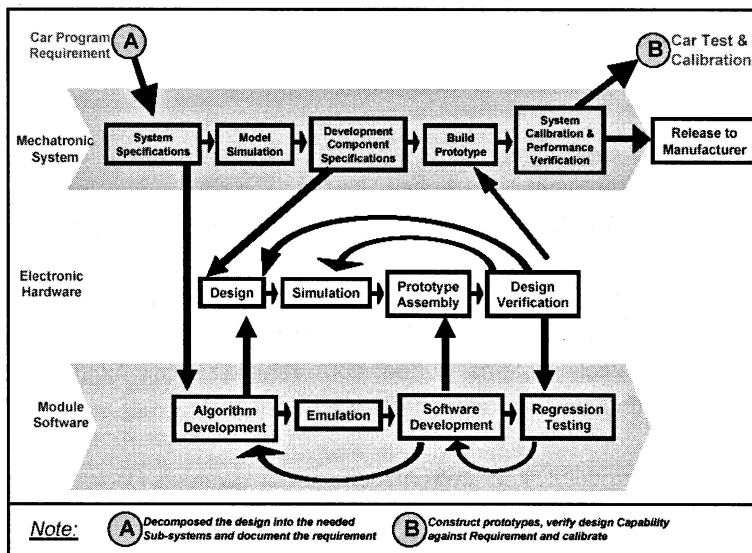 Car Program
Requirement
A
B
Car Test &
Calibration
Mechatronic
System
System
Specifications
Model
Simulation
Development
Component
Specifications
Build
Prototype
System
Calibration &
Performance
Verification
Release to
Manufacturer
Electronic
Hardware
Design
Simulation
Prototype
Assembly
Design
Verification
Module
Software
Algorithm
Development
Emulation
Software
Development
Regression
Testing
Note:
A
Decomposed the design into the needed
Sub-systems and document the requirement
B
Construct prototypes, verify design Capability
against Requirement and calibrate